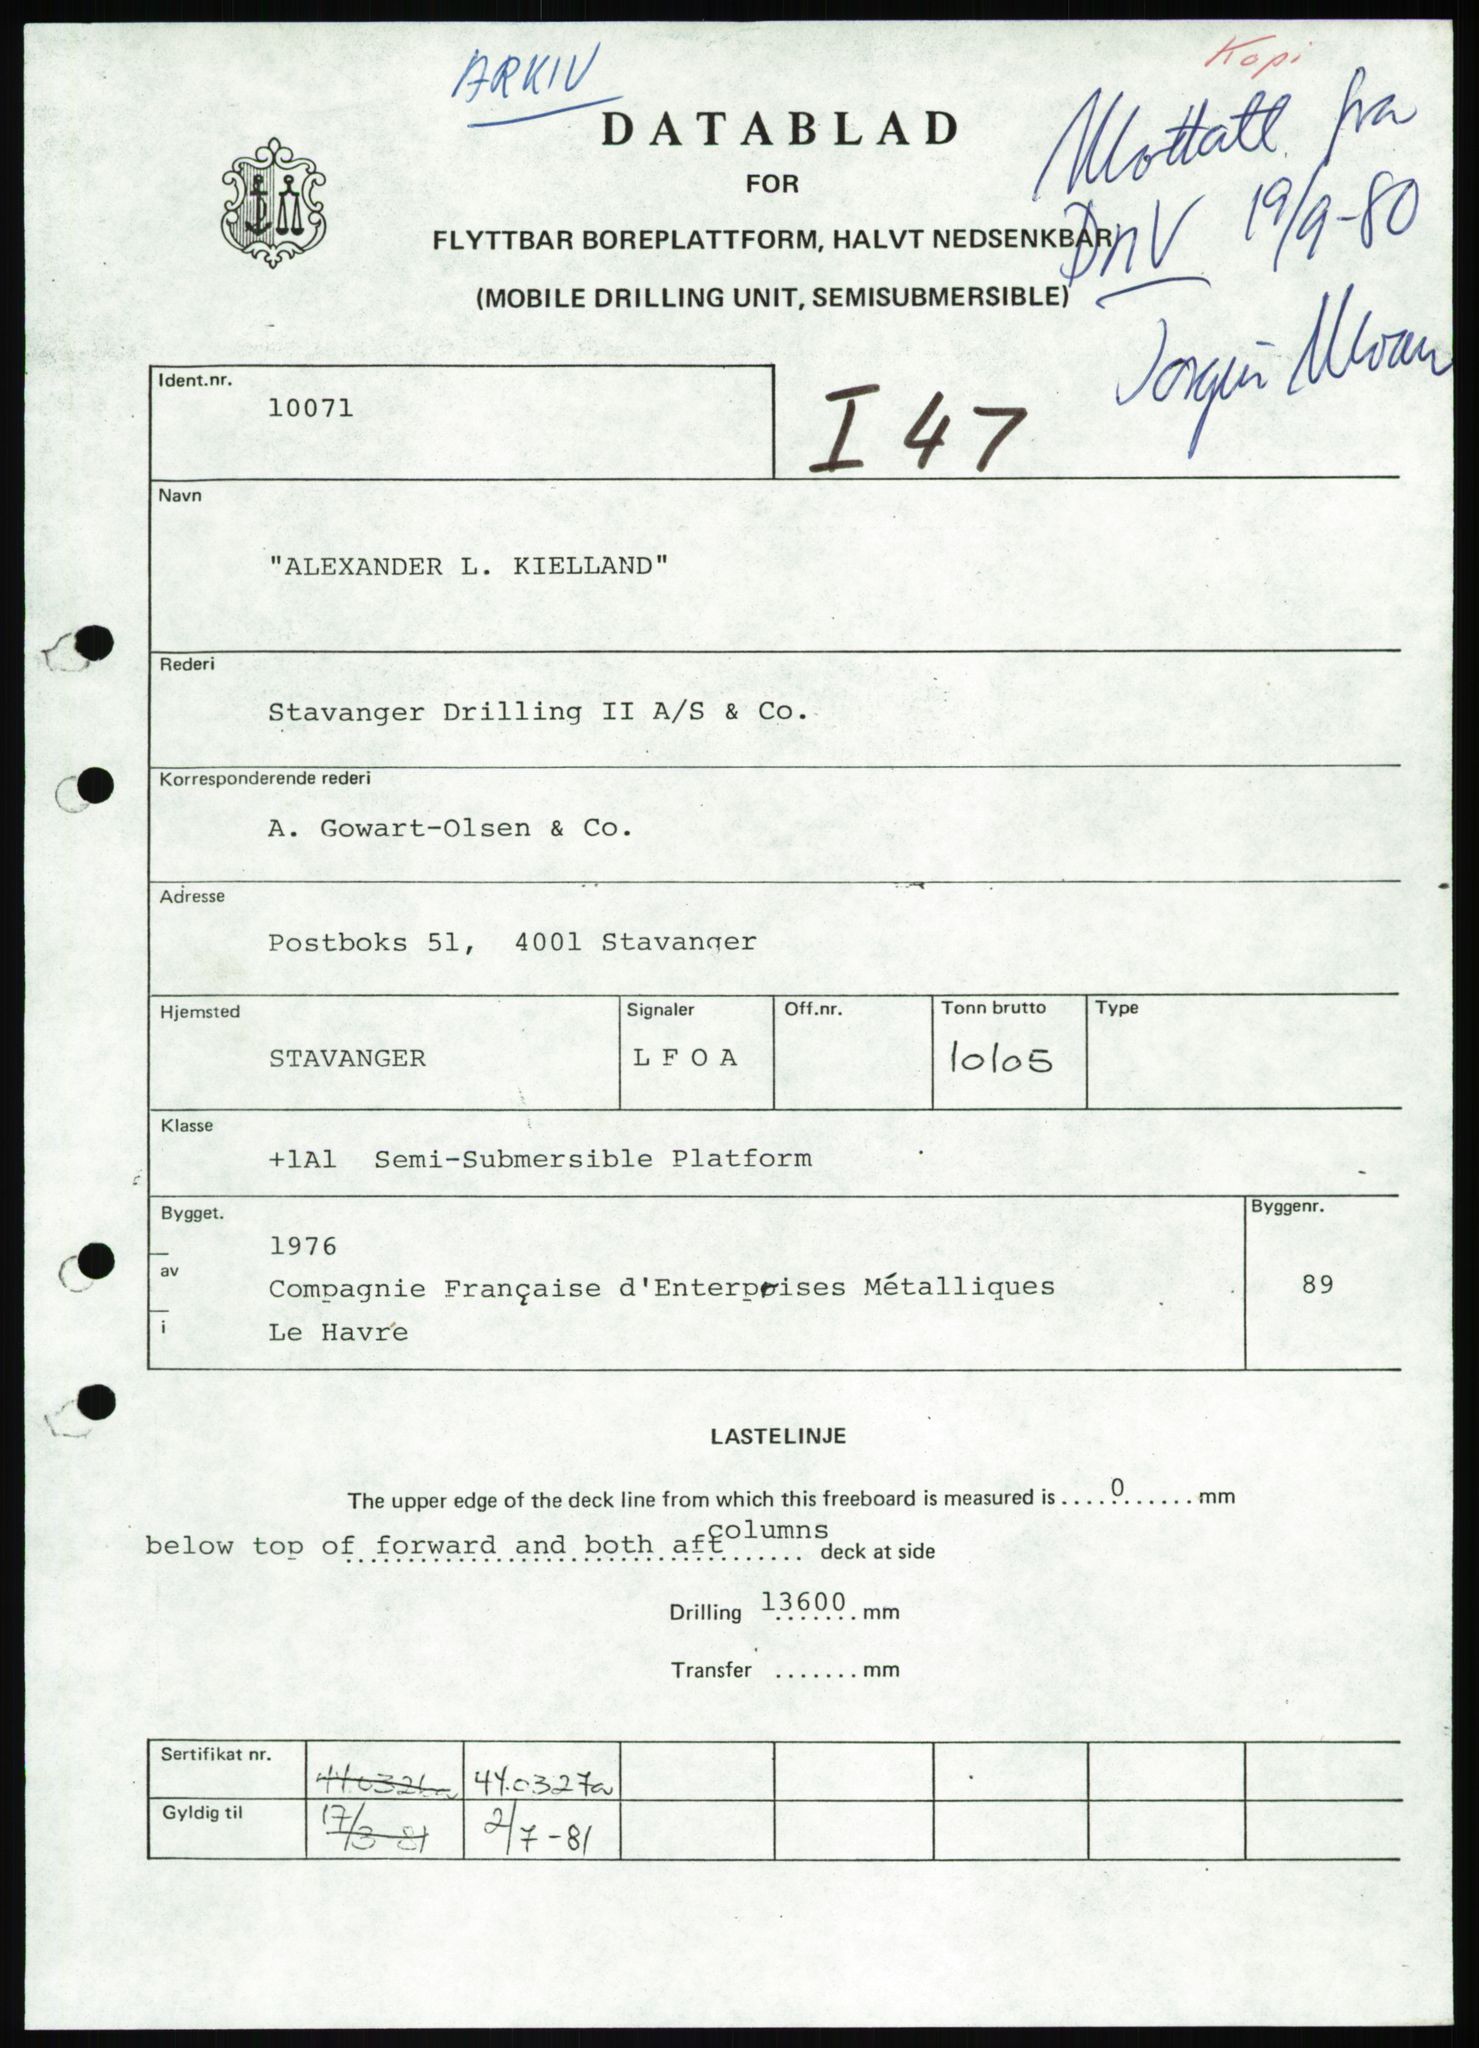 Kopi
ARKIV
Mottatt fra
DnV 19/9-80
DATABLAD
FOR
FLYTTBAR BOREPLATTFORM, HALVT NEDSENKBAR
(MOBILE DRILLING UNIT, SEMISUBMERSIBLE)
Ident.nr.
10071
I 47
Navn
"ALEXANDER L. KIELLAND"
Rederi
Stavanger Drilling II A/S & Co.
Korresponderende rederi
A. Gowart-Olsen & Co.
Adresse
Postboks 51, 4001 Stavanger
Hjemsted Signaler Off.nr. Tonn brutto Type
STAVANGER L F O A 10105
Klasse
+1A1 Semi-Submersible Platform
Bygget. Byggenr.
1976
av Compagnie Française d'Enterprises Métalliques 89
i Le Havre
LASTELINJE
The upper edge of the deck line from which this freeboard is measured is ....0...... mm
below top of forward and both aft columns deck at side
Drilling 13600 mm
Transfer ....... mm
Sertifikat nr. 44.0326a 44.0327a
Gyldig til 17/3-81 2/7-81